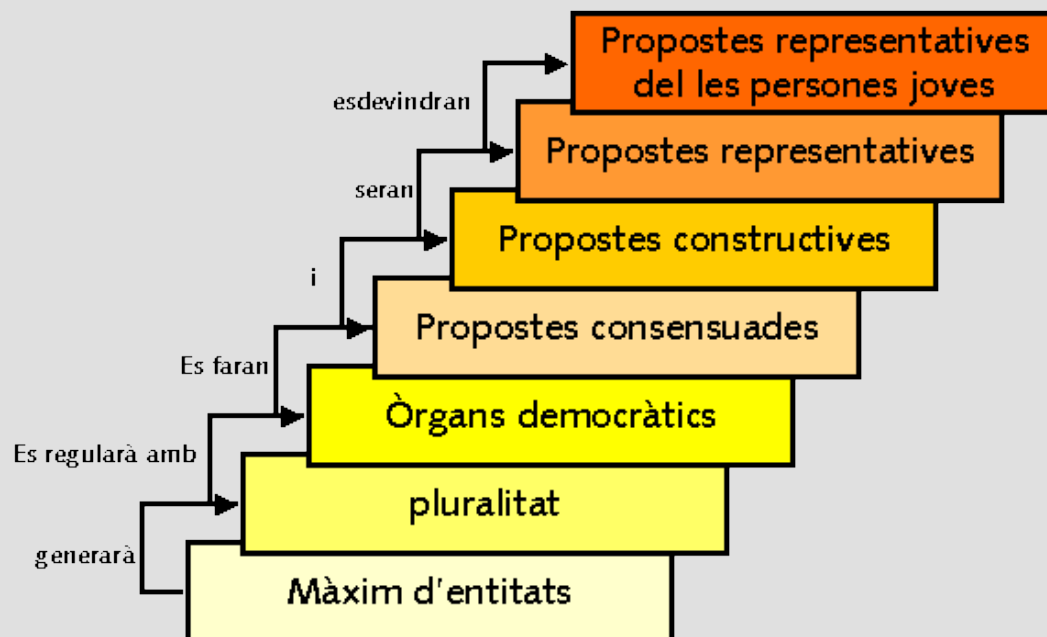 Propostes representatives
del les persones joves
esdevindran
Propostes representatives
seran
Propostes constructives
i
Propostes consensuades
Es faran
Òrgans democràtics
Es regularà amb
pluralitat
generarà
Màxim d'entitats